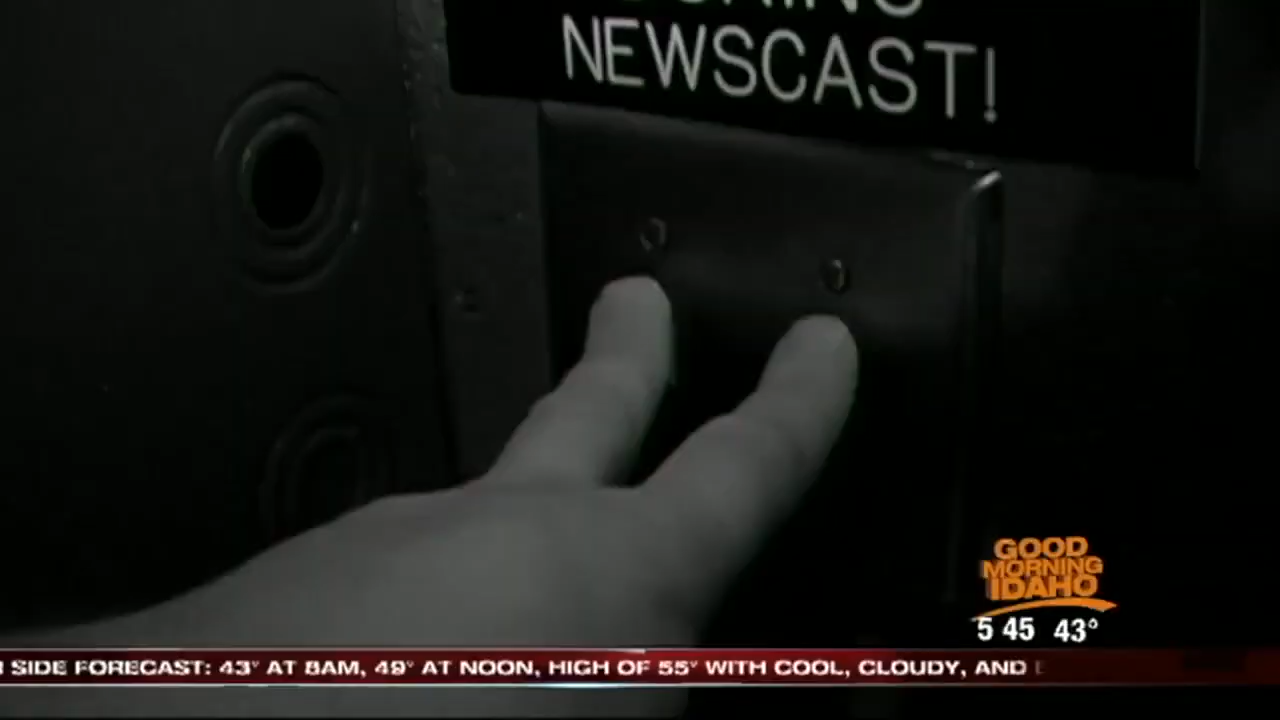 NEWSCAST!
GOOD
MORNING
IDAHO
5 45 43°
SIDE FORECAST: 43° AT 8AM, 49° AT NOON, HIGH OF 55° WITH COOL, CLOUDY, AND